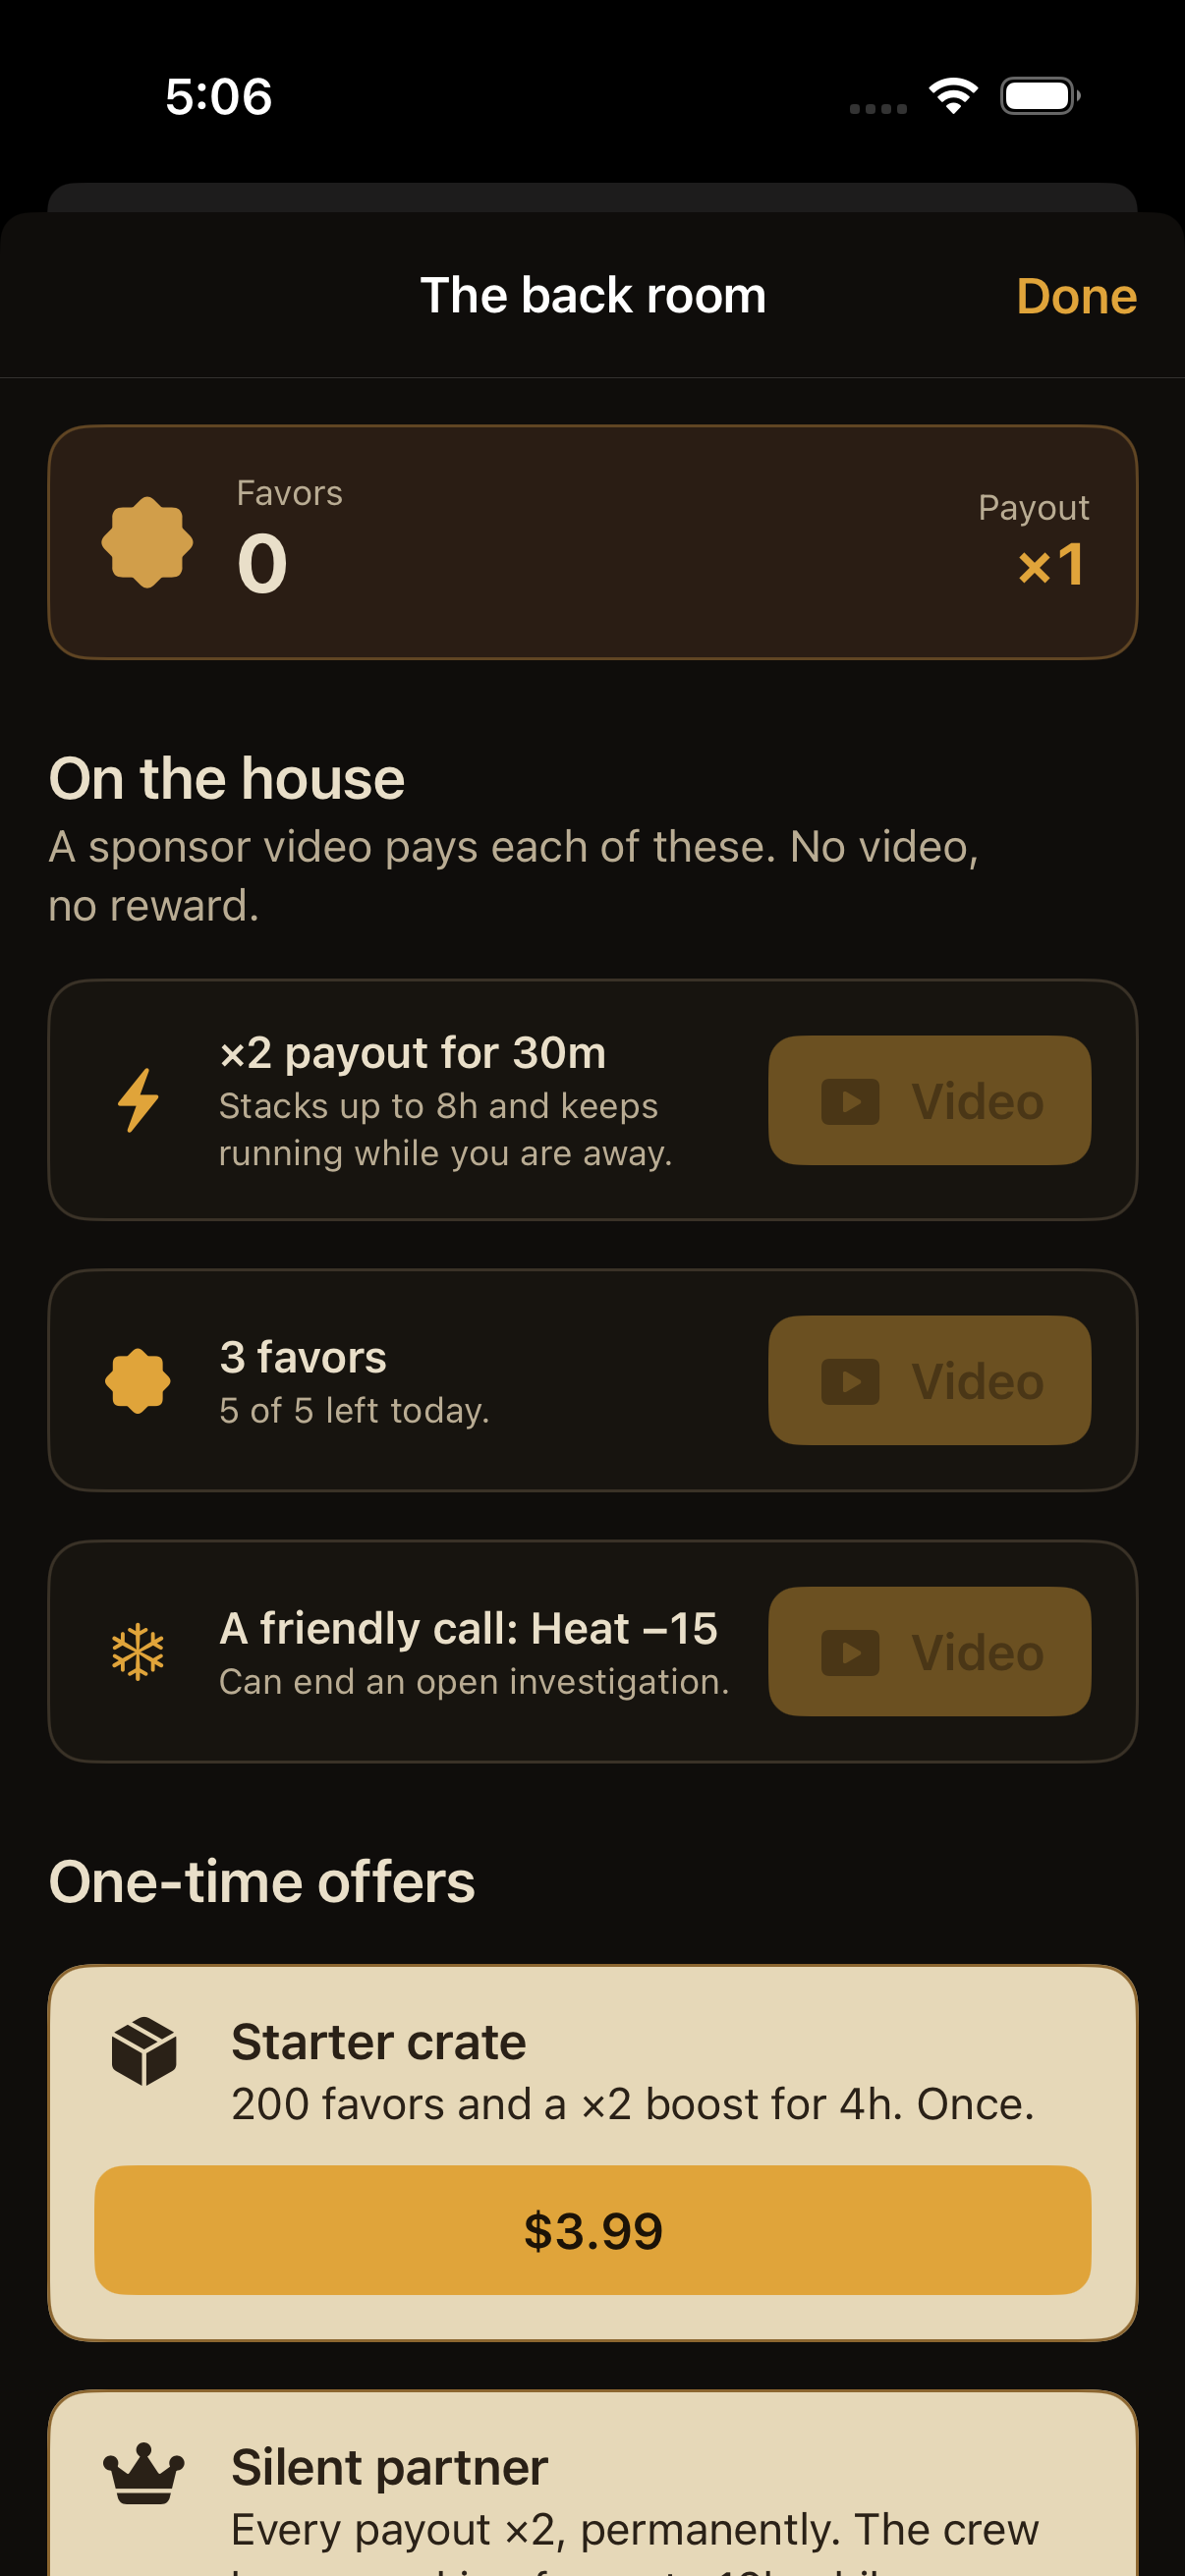 5:06
The back room
Done
Favors
0
Payout
×1
On the house
A sponsor video pays each of these. No video,
no reward.
×2 payout for 30m
Stacks up to 8h and keeps
running while you are away.
Video
3 favors
5 of 5 left today.
Video
A friendly call: Heat −15
Can end an open investigation.
Video
One-time offers
Starter crate
200 favors and a ×2 boost for 4h. Once.
$3.99
Silent partner
Every payout ×2, permanently. The crew